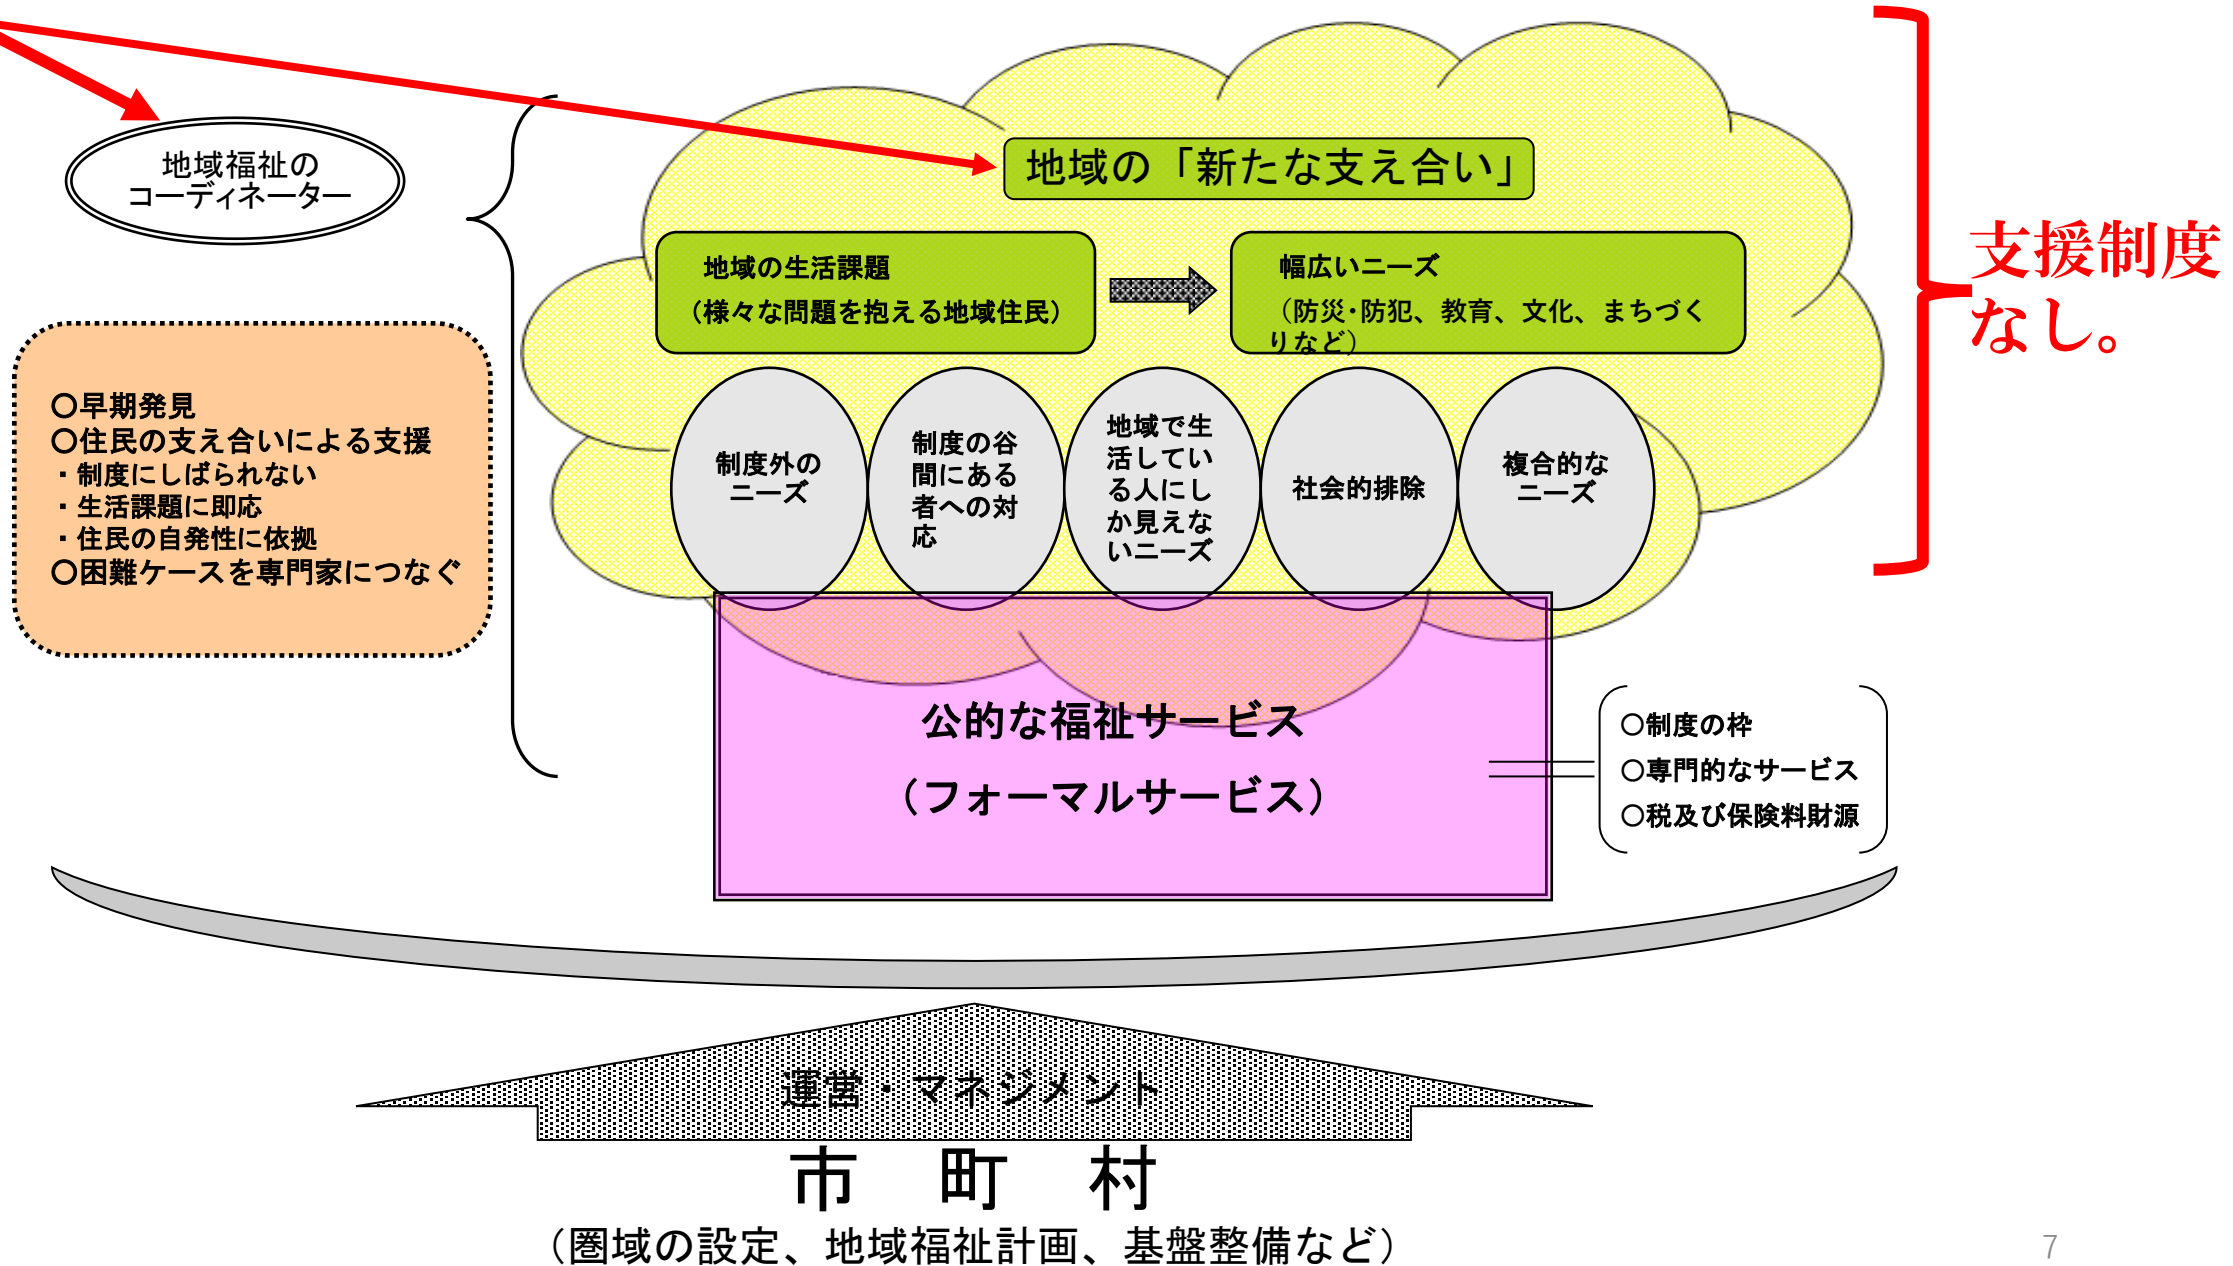 地域福祉の
コーディネーター
地域の「新たな支え合い」
地域の生活課題
（様々な問題を抱える地域住民）
幅広いニーズ
（防災・防犯、教育、文化、まちづく
りなど）
支援制度
なし。
〇早期発見
〇住民の支え合いによる支援
・制度にしばられない
・生活課題に即応
・住民の自発性に依拠
〇困難ケースを専門家につなぐ
制度外の
ニーズ
制度の谷
間にある
者への対
応
地域で生
活してい
る人にし
か見えな
いニーズ
社会的排除
複合的な
ニーズ
公的な福祉サービス
（フォーマルサービス）
〇制度の枠
〇専門的なサービス
〇税及び保険料財源
運営・マネジメント
市　町　村
（圏域の設定、地域福祉計画、基盤整備など）
7